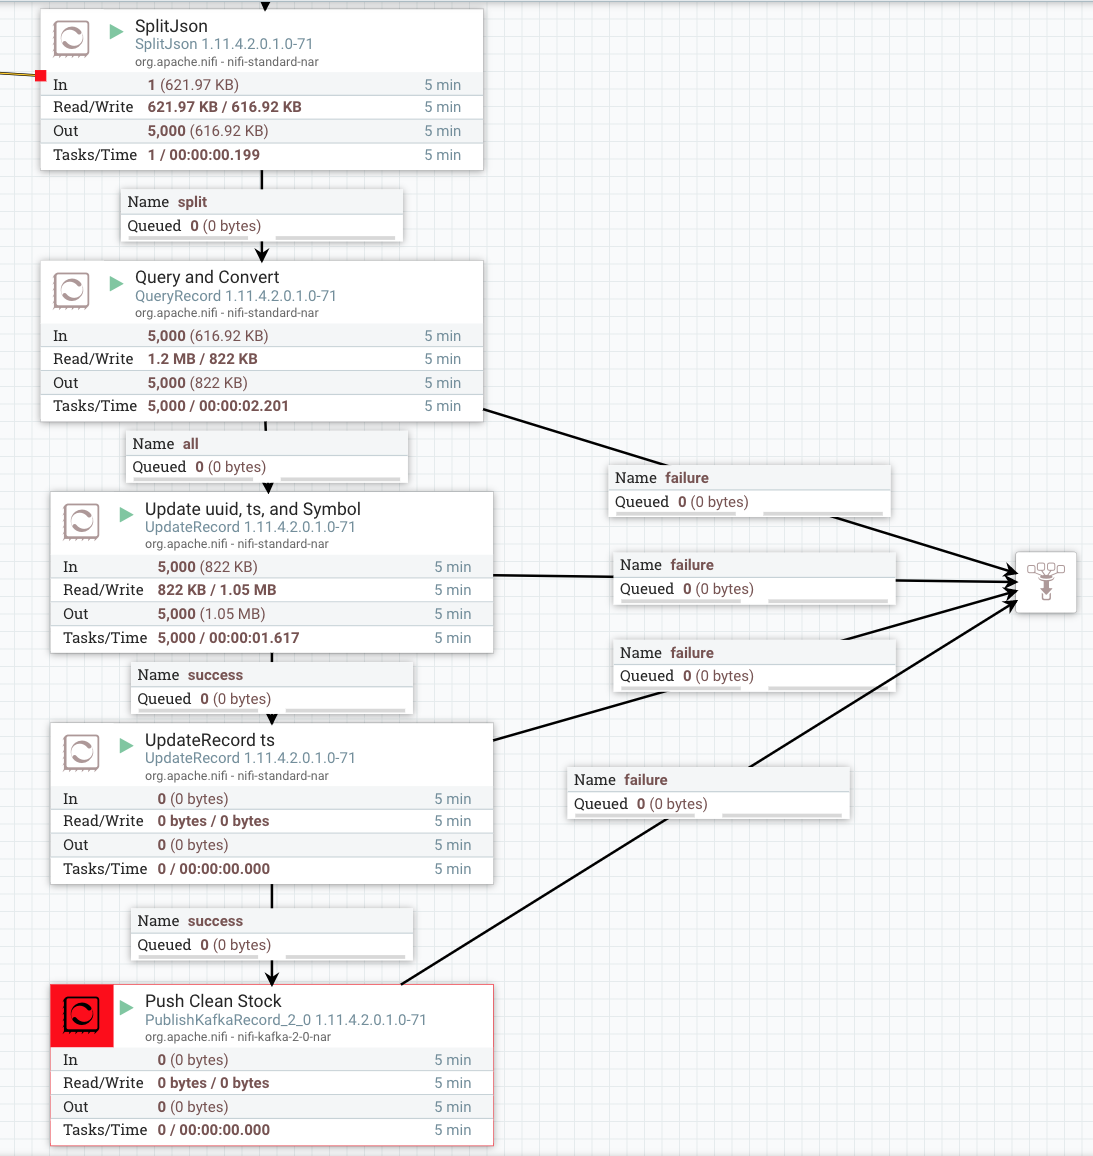 SplitJson
SplitJson 1.11.4.2.0.1.0-71
org.apache.nifi - nifi-standard-nar
In 1 (621.97 KB) 5 min
Read/Write 621.97 KB / 616.92 KB 5 min
Out 5,000 (616.92 KB) 5 min
Tasks/Time 1 / 00:00:00.199 5 min
Name split
Queued 0 (0 bytes)
Query and Convert
QueryRecord 1.11.4.2.0.1.0-71
org.apache.nifi - nifi-standard-nar
In 5,000 (616.92 KB) 5 min
Read/Write 1.2 MB / 822 KB 5 min
Out 5,000 (822 KB) 5 min
Tasks/Time 5,000 / 00:00:02.201 5 min
Name all
Queued 0 (0 bytes)
Name failure
Queued 0 (0 bytes)
Update uuid, ts, and Symbol
UpdateRecord 1.11.4.2.0.1.0-71
org.apache.nifi - nifi-standard-nar
In 5,000 (822 KB) 5 min
Read/Write 822 KB / 1.05 MB 5 min
Out 5,000 (1.05 MB) 5 min
Tasks/Time 5,000 / 00:00:01.617 5 min
Name failure
Queued 0 (0 bytes)
Name success
Queued 0 (0 bytes)
Name failure
Queued 0 (0 bytes)
UpdateRecord ts
UpdateRecord 1.11.4.2.0.1.0-71
org.apache.nifi - nifi-standard-nar
In 0 (0 bytes) 5 min
Read/Write 0 bytes / 0 bytes 5 min
Out 0 (0 bytes) 5 min
Tasks/Time 0 / 00:00:00.000 5 min
Name failure
Queued 0 (0 bytes)
Name success
Queued 0 (0 bytes)
Push Clean Stock
PublishKafkaRecord_2_0 1.11.4.2.0.1.0-71
org.apache.nifi - nifi-kafka-2-0-nar
In 0 (0 bytes) 5 min
Read/Write 0 bytes / 0 bytes 5 min
Out 0 (0 bytes) 5 min
Tasks/Time 0 / 00:00:00.000 5 min